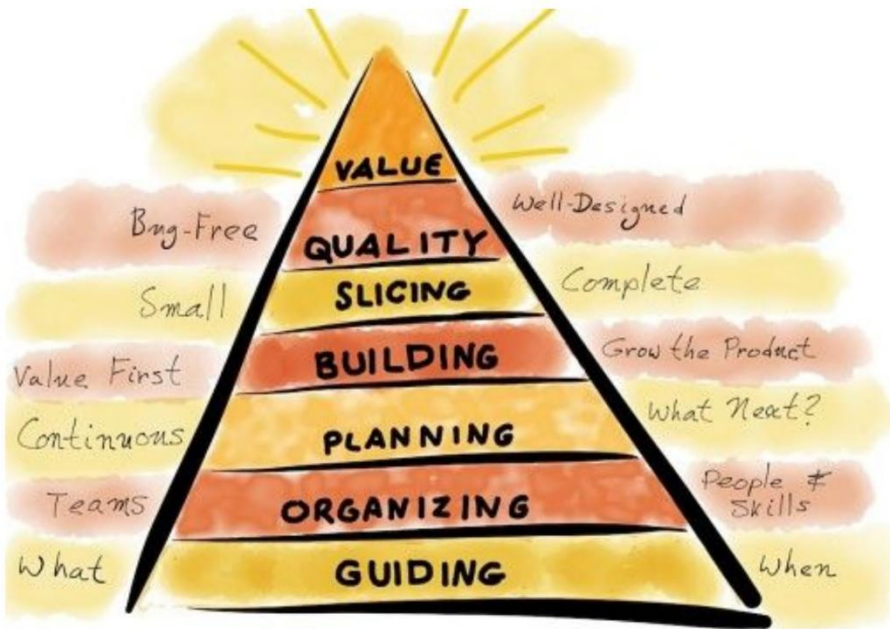 VALUE
Bug-Free
QUALITY
Well-Designed
Small
SLICING
Complete
Value First
BUILDING
Grow the Product
Continuous
PLANNING
What Next?
Teams
ORGANIZING
People &
Skills
What
GUIDING
When